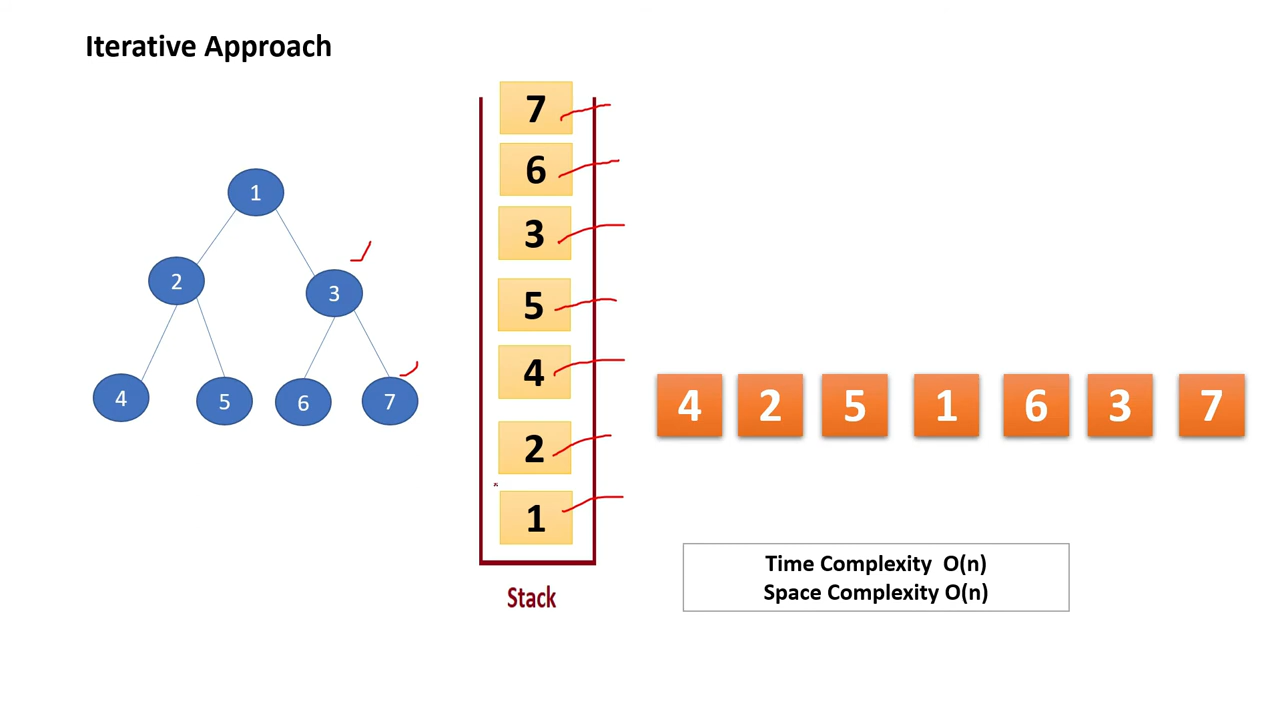 Iterative Approach
1
2
3
4
5
6
7
7
6
3
5
4
2
1
Stack
4 2 5 1 6 3 7
Time Complexity O(n)
Space Complexity O(n)